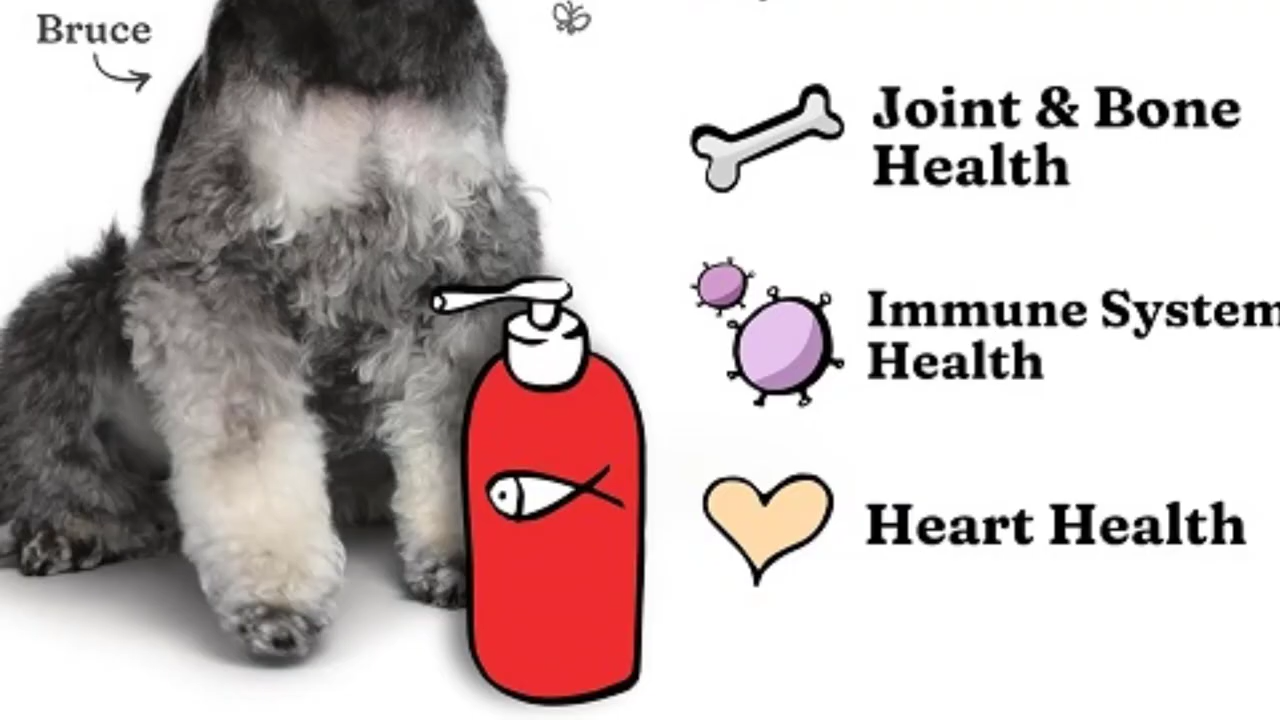 Bruce
Joint & Bone
Health
Immune System
Health
Heart Health